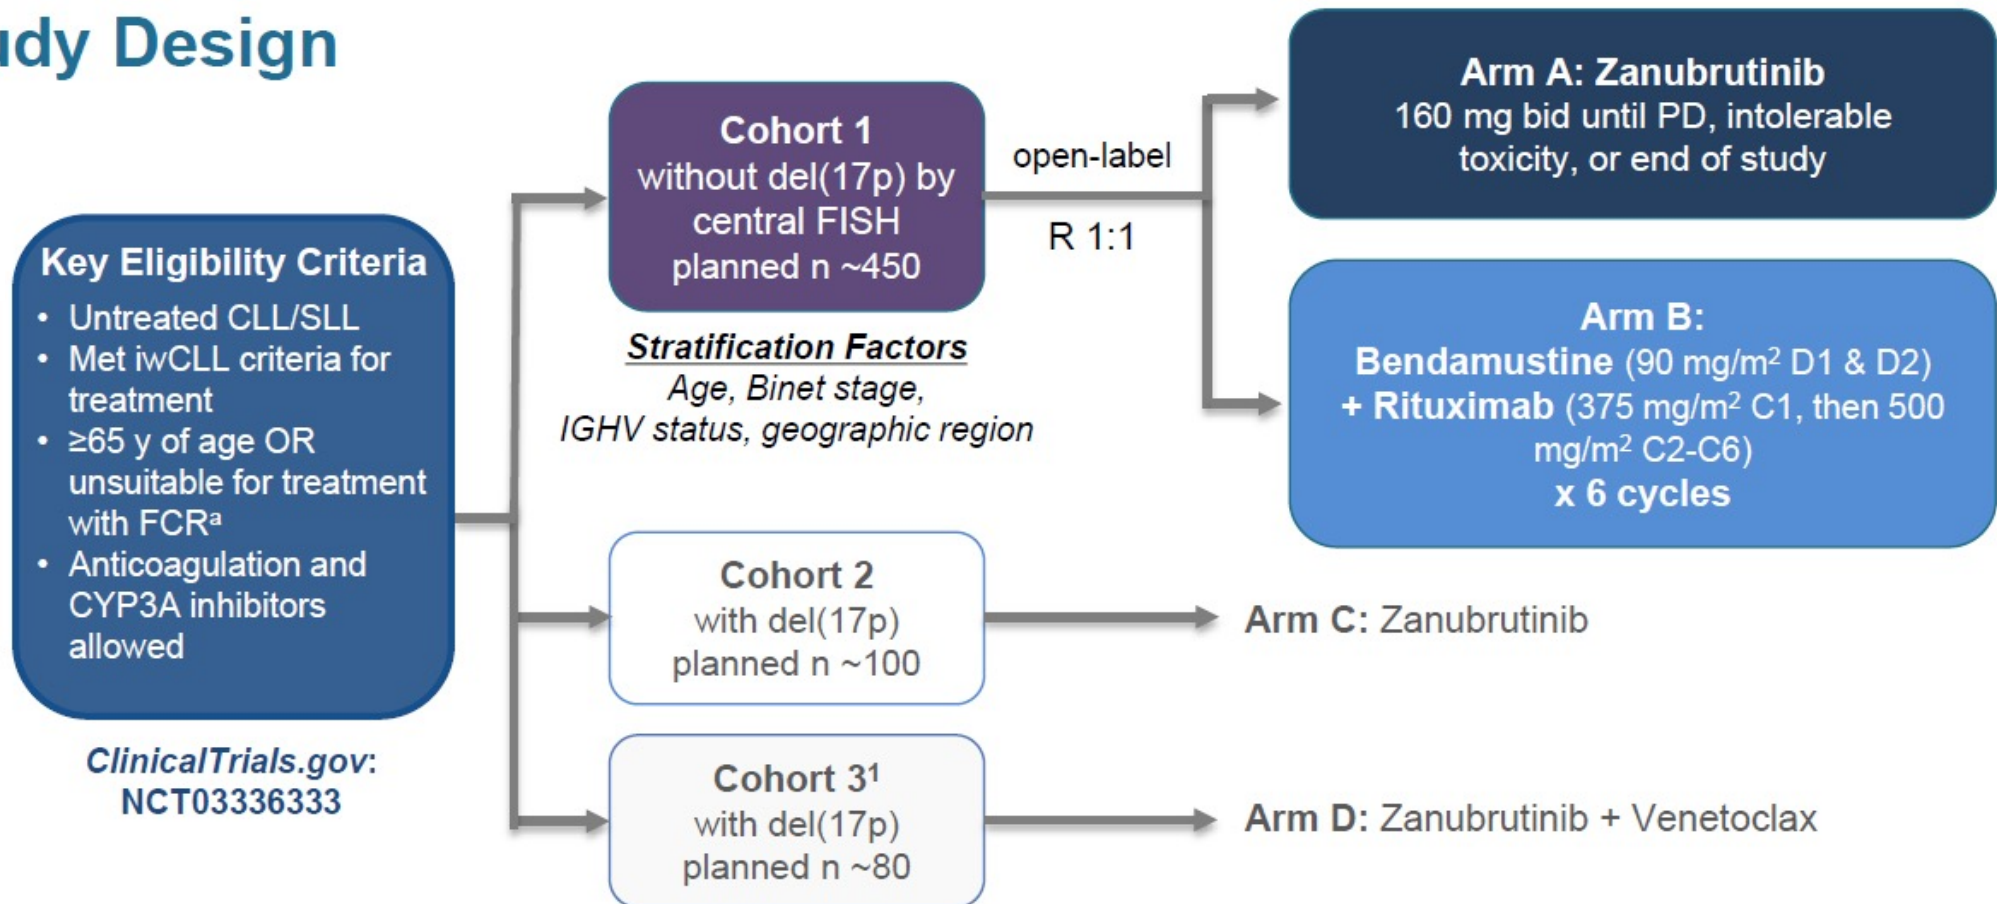 udy Design
Key Eligibility Criteria
• Untreated CLL/SLL
• Met iwCLL criteria for
treatment
• ≥65 y of age OR
unsuitable for treatment
with FCRᵃ
• Anticoagulation and
CYP3A inhibitors
allowed
ClinicalTrials.gov:
NCT03336333
Cohort 1
without del(17p) by
central FISH
planned n ~450
Stratification Factors
Age, Binet stage,
IGHV status, geographic region
open-label
R 1:1
Arm A: Zanubrutinib
160 mg bid until PD, intolerable
toxicity, or end of study
Arm B:
Bendamustine (90 mg/m² D1 & D2)
+ Rituximab (375 mg/m² C1, then 500
mg/m² C2-C6)
x 6 cycles
Cohort 2
with del(17p)
planned n ~100
Arm C: Zanubrutinib
Cohort 3¹
with del(17p)
planned n ~80
Arm D: Zanubrutinib + Venetoclax